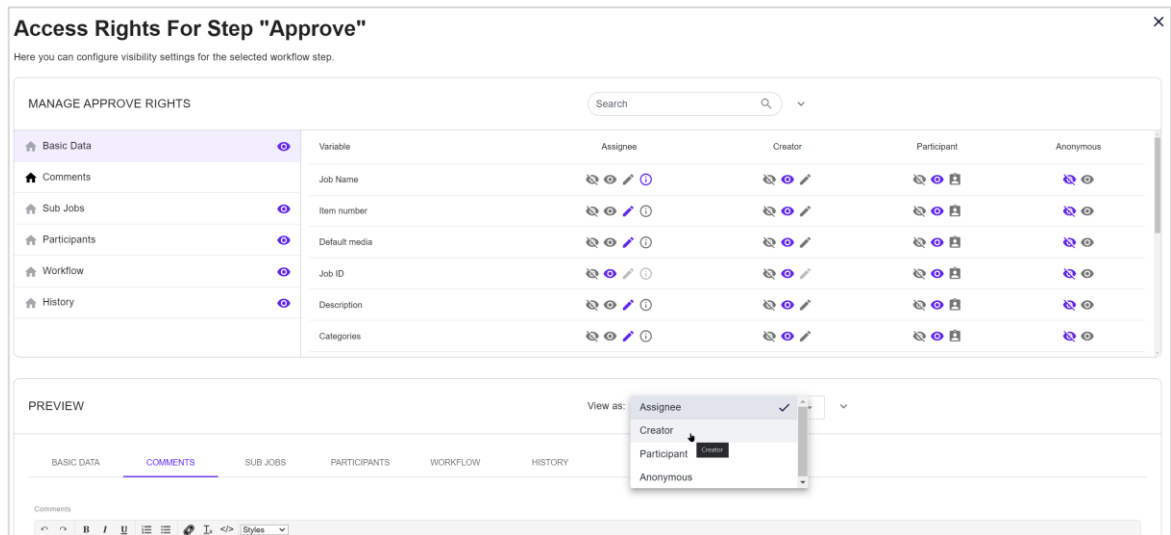 Access Rights For Step "Approve"
Here you can configure visibility settings for the selected workflow step.
MANAGE APPROVE RIGHTS
Search
Basic Data
Comments
Sub Jobs
Participants
Workflow
History
Variable Assignee Creator Participant Anonymous
Job Name
Item number
Default media
Job ID
Description
Categories
PREVIEW
View as:
Assignee
Creator
Participant
Anonymous
Creator
BASIC DATA COMMENTS SUB JOBS PARTICIPANTS WORKFLOW HISTORY
Comments
B I U Styles